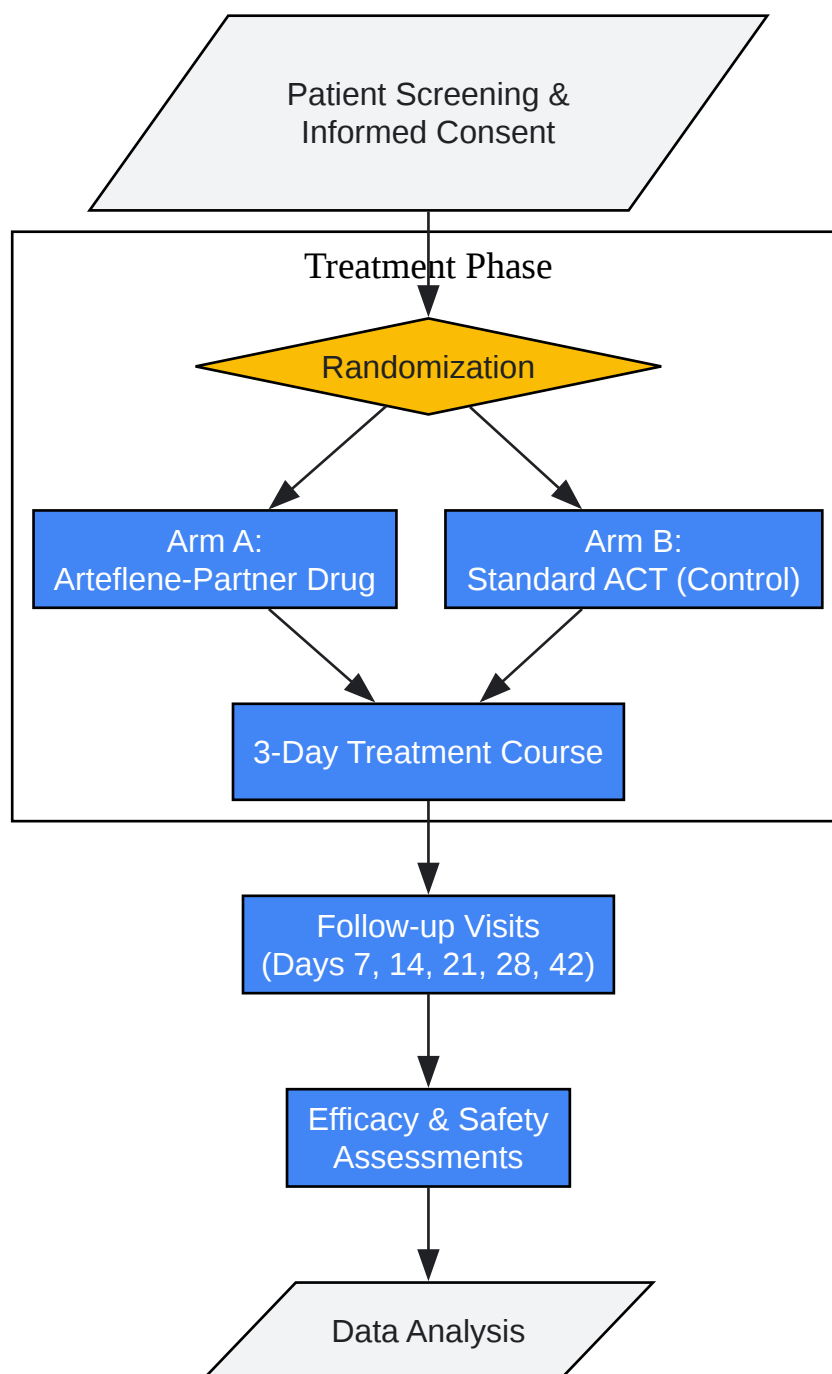 Patient Screening &
Informed Consent
Treatment Phase
Randomization
Arm A:
Arteflene-Partner Drug
Arm B:
Standard ACT (Control)
3-Day Treatment Course
Follow-up Visits
(Days 7, 14, 21, 28, 42)
Efficacy & Safety
Assessments
Data Analysis